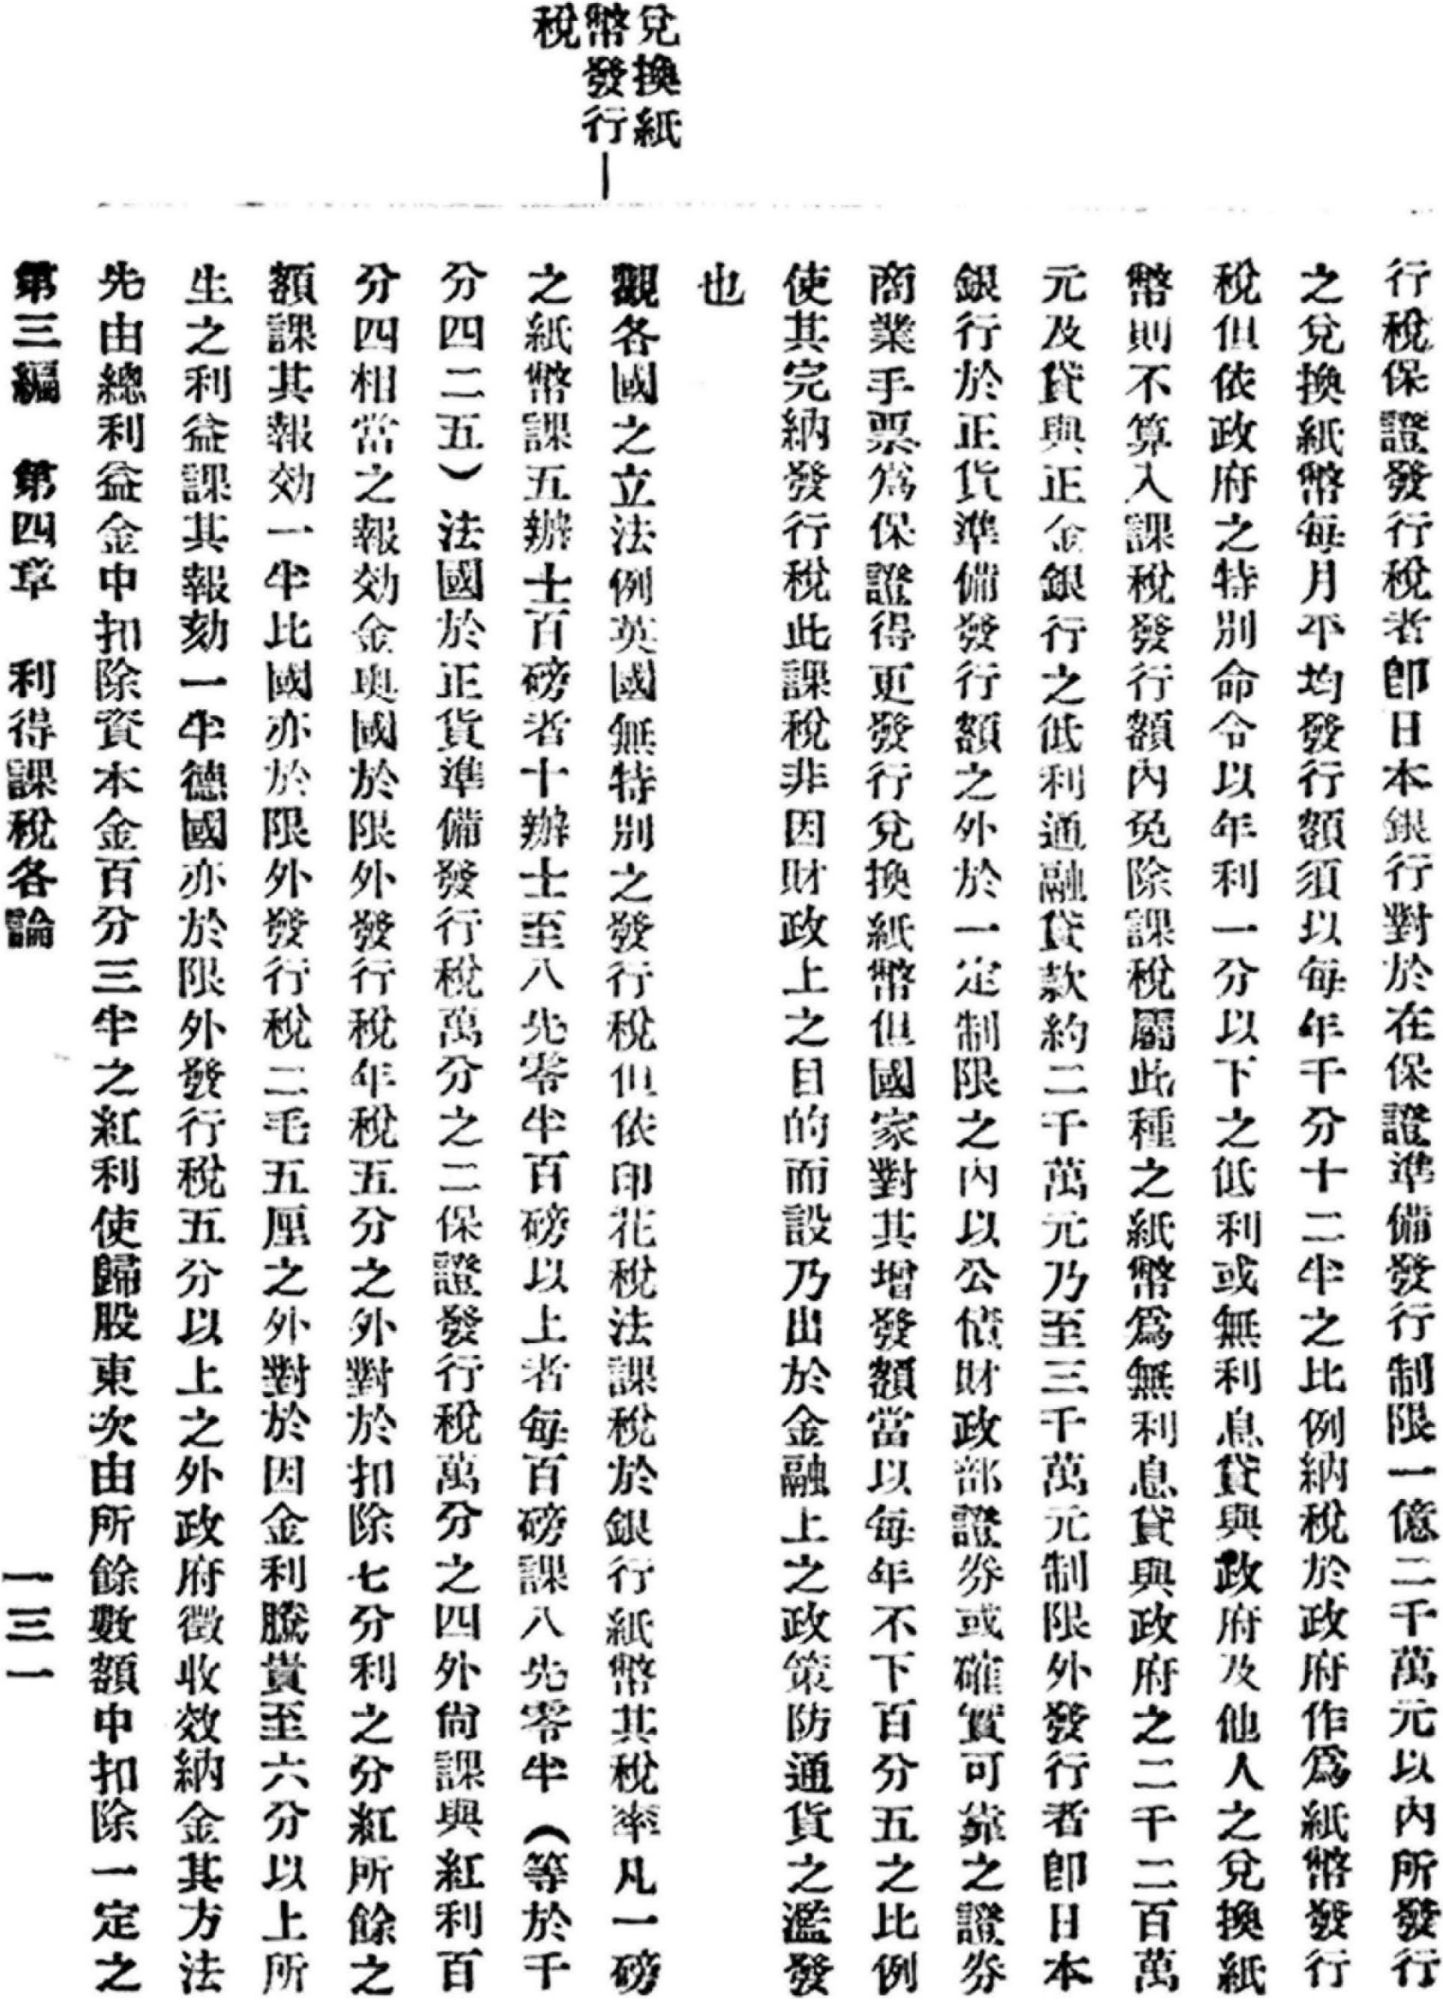 兌換紙
幣發行
稅
行稅保證發行稅者卽日本銀行對於在保證準備發行制限一億二千萬元以內所發行
之兌換紙幣每月平均發行額須以每年千分十二半之比例納稅於政府作爲紙幣發行
稅但依政府之特別命令以年利一分以下之低利或無利息貸與政府及他人之兌換紙
幣則不算入課稅發行額內免除課稅屬此種之紙幣爲無利息貸與政府之二千二百萬
元及貸與正金銀行之低利通融貸款約二千萬元乃至三千萬元制限外發行者卽日本
銀行於正貨準備發行額之外於一定制限之內以公債財政部證券或確實可靠之證券
商業手票爲保證得更發行兌換紙幣但國家對其增發額當以每年不下百分五之比例
使其完納發行稅此課稅非因財政上之目的而設乃出於金融上之政策防通貨之濫發
也
觀各國之立法例英國無特別之發行稅但依印花稅法課稅於銀行紙幣其稅率凡一磅
之紙幣課五辦士百磅者十辦士至八先零半百磅以上者每百磅課八先零半（等於千
分四二五）法國於正貨準備發行稅萬分之二保證發行稅萬分之四外尙課與紅利百
分四相當之報効金奧國於限外發行稅年稅五分之外對於扣除七分利之分紅所餘之
額課其報効一半比國亦於限外發行稅二毛五厘之外對於因金利騰貴至六分以上所
生之利益課其報効一半德國亦於限外發行稅五分以上之外政府徵收效納金其方法
先由總利益金中扣除資本金百分三半之紅利使歸股東次由所餘數額中扣除一定之
第三編　第四章　利得課稅各論
一三一